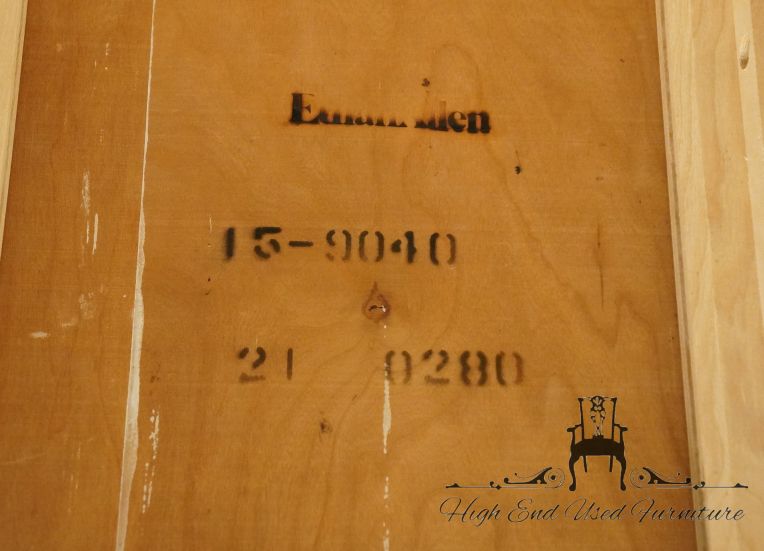 Ethan Allen
15-9040
21 0280
High End Used Furniture